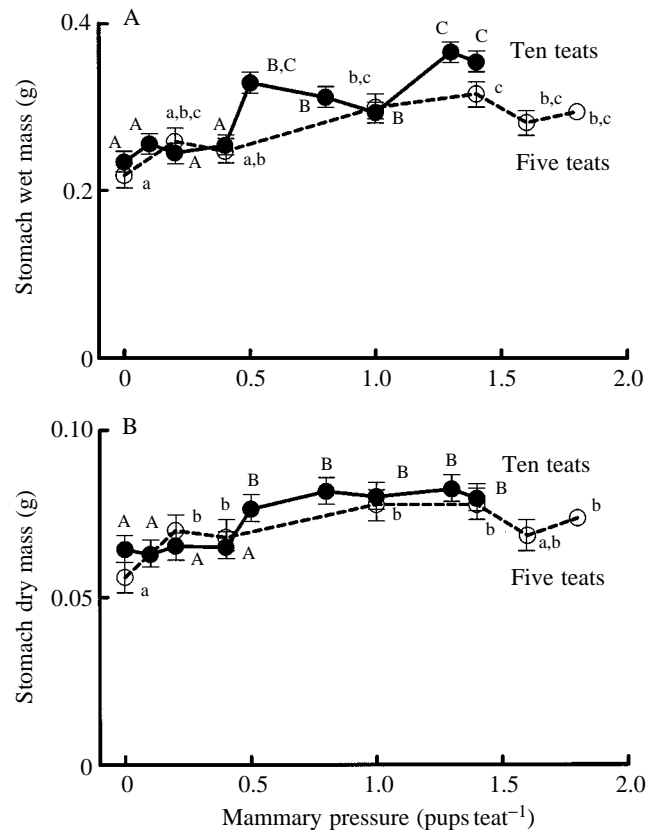 0.4
A
Stomach wet mass (g)
0.2
0
A
A
a
a,b,c
A
A
a,b
B,C
B
b,c
B
C
C
c
b,c
b,c
Ten teats
Five teats
0
0.5
1.0
1.6
2.0
0.10
B
Stomach dry mass (g)
0.05
0
A
A
a
b
A
b
A
B
B
B
b
B
B
b
a,b
b
Ten teats
Five teats
0
0.5
1.0
1.6
2.0
Mammary pressure (pups teat⁻¹)